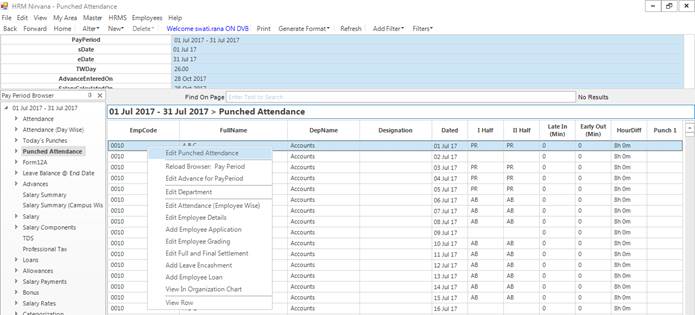 HRM Nirvana - Punched Attendance
File View Master HRMS Employees Help
Back Forward Home Alter New Delete Welcome swati.rana ON DVB Print Generate / Format Refresh Add Filter Filters
PayPeriod 01 Jul 2017 - 31 Jul 2017
sDate 01 Jul 17
eDate 31 Jul 17
TWDay 26.00
AdvanceEnteredOn 28 Oct 2017
Pay Period Browser
Find On Page Enter Text to Search No Results
01 Jul 2017 - 31 Jul 2017
Attendance
Attendance (Day Wise)
Today's Punches
Punched Attendance
Form12A
Leave Balance @ End Date
Advances
Salary Summary
Salary Summary (Campus Wis
Salary
Salary Components
TDS
Professional Tax
Loans
Allowances
Salary Payments
Bonus
Salary Rates
Categorization
01 Jul 2017 - 31 Jul 2017 > Punched Attendance
EmpCode FullName DepName Designation Dated I Half II Half Late In (Min) Early Out (Min) HourDiff Punch 1
0010 A B C Accounts 01 Jul 17 PR PR 0 0 8h 0m
0010 Accounts 02 Jul 17 0 0 8h 0m
0010 Accounts 03 Jul 17 PR PR 0 0 8h 0m
0010 Accounts 04 Jul 17 PR PR 0 0 8h 0m
0010 Accounts 05 Jul 17 PR PR 0 0 8h 0m
0010 Accounts 06 Jul 17 AB AB 0 0 8h 0m
0010 Accounts 07 Jul 17 AB AB 0 0 8h 0m
0010 Accounts 08 Jul 17 AB AB 0 0 8h 0m
0010 Accounts 09 Jul 17 0 0 8h 0m
0010 Accounts 10 Jul 17 AB AB 0 0 8h 0m
0010 Accounts 11 Jul 17 AB AB 0 0 8h 0m
0010 Accounts 12 Jul 17 AB AB 0 0 8h 0m
0010 Accounts 13 Jul 17 AB AB 0 0 8h 0m
0010 Accounts 14 Jul 17 AB AB 0 0 8h 0m
0010 Accounts 15 Jul 17 AB AB 0 0 8h 0m
0010 Accounts 16 Jul 17 0 0 8h 0m
Edit Punched Attendance
Reload Browser: Pay Period
Edit Advance for PayPeriod
Edit Department
Edit Attendance (Employee Wise)
Edit Employee Details
Add Employee Application
Edit Employee Grading
Edit Full and Final Settlement
Add Leave Encashment
Add Employee Loan
View In Organization Chart
View Row